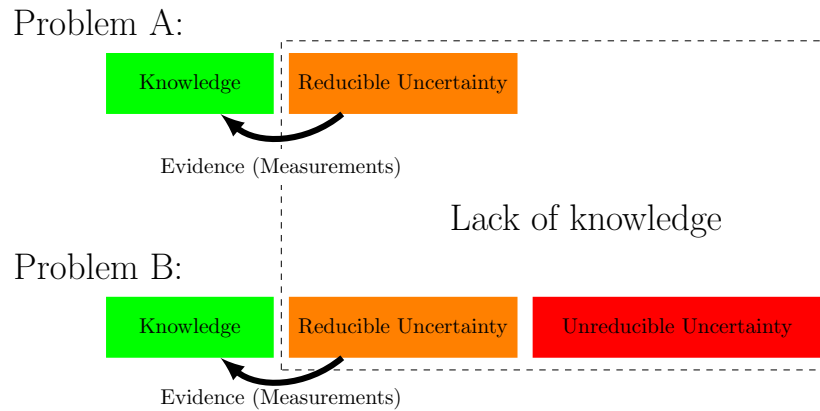 Problem A:
Knowledge
Reducible Uncertainty
Evidence (Measurements)
Lack of knowledge
Problem B:
Knowledge
Reducible Uncertainty
Unreducible Uncertainty
Evidence (Measurements)